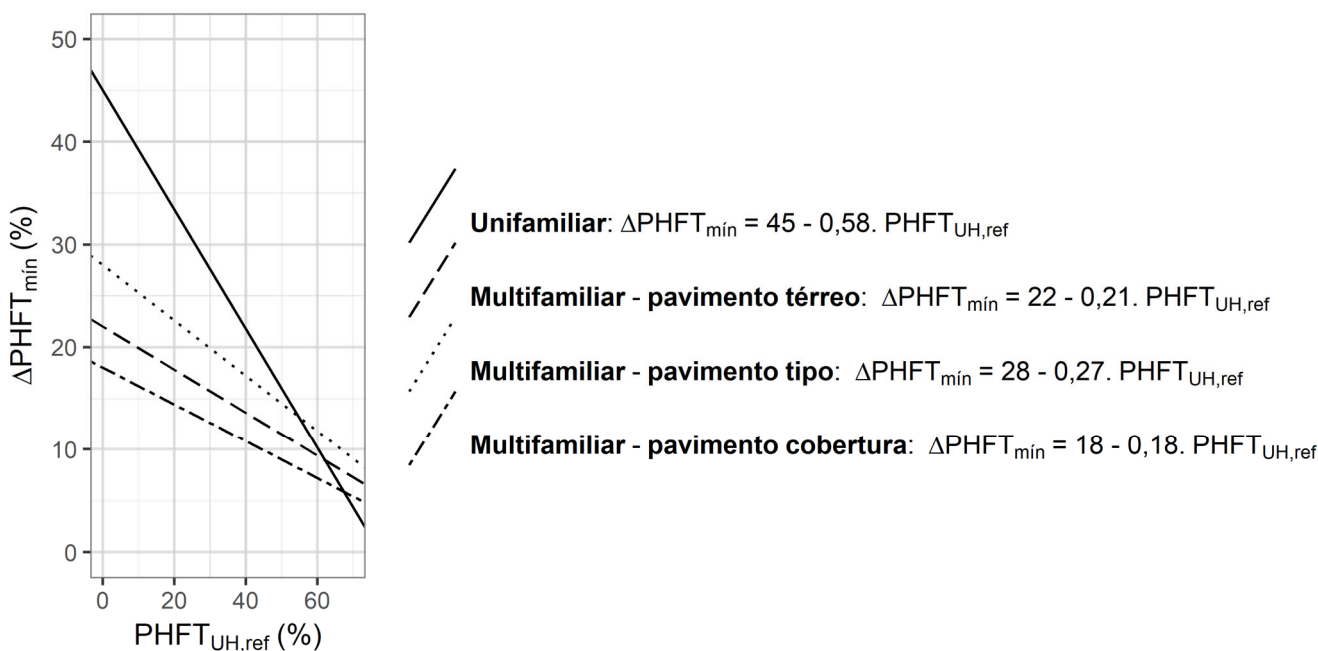 50
40
30
20
10
0
ΔPHFTmín (%)
0 20 40 60
PHFTUH,ref (%)
Unifamiliar: ΔPHFTmín = 45 - 0,58. PHFTUH,ref
Multifamiliar - pavimento térreo: ΔPHFTmín = 22 - 0,21. PHFTUH,ref
Multifamiliar - pavimento tipo: ΔPHFTmín = 28 - 0,27. PHFTUH,ref
Multifamiliar - pavimento cobertura: ΔPHFTmín = 18 - 0,18. PHFTUH,ref